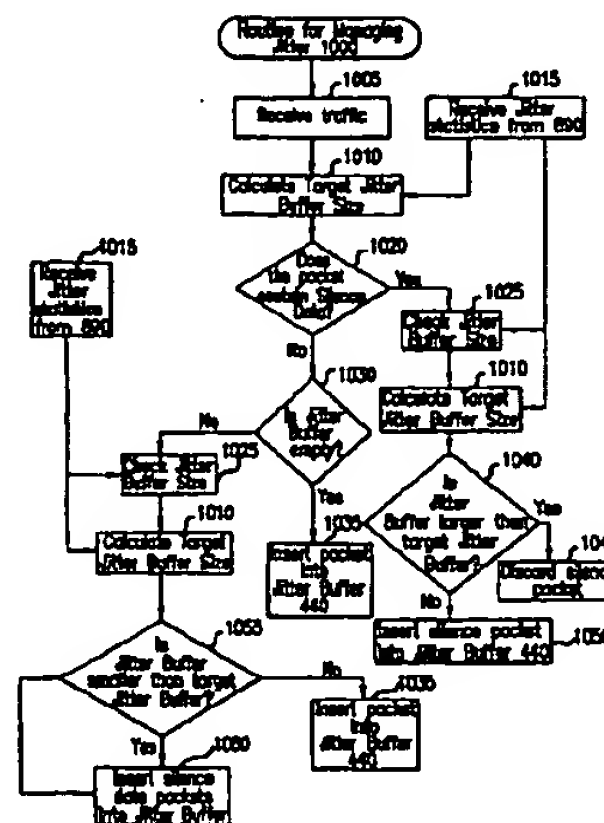 Routine for Managing
Jitter 1000
1005
Receive traffic
1015
Receive Jitter
statistics from 890
1010
Calculate Target Jitter
Buffer Size
1015
Receive
Jitter
statistics
from 890
1020
Does
the packet
contain Silence
Data?
Yes
1025
Check Jitter
Buffer Size
No
1030
Is Jitter
Buffer
empty?
1010
Calculate Target
Jitter Buffer Size
No
1025
Check Jitter
Buffer Size
Yes
1040
Is
Jitter
Buffer larger than
target Jitter
Buffer?
Yes
1010
Calculate Target
Jitter Buffer Size
1035
Insert packet
into
Jitter Buffer
440
104
Discard silence
packet
No
1050
Insert silence packet
into Jitter Buffer 440
1055
Is
Jitter Buffer
smaller than target
Jitter Buffer?
No
1035
Insert packet
into
Jitter Buffer
440
Yes
1060
Insert silence
data packets
into Jitter Buffer